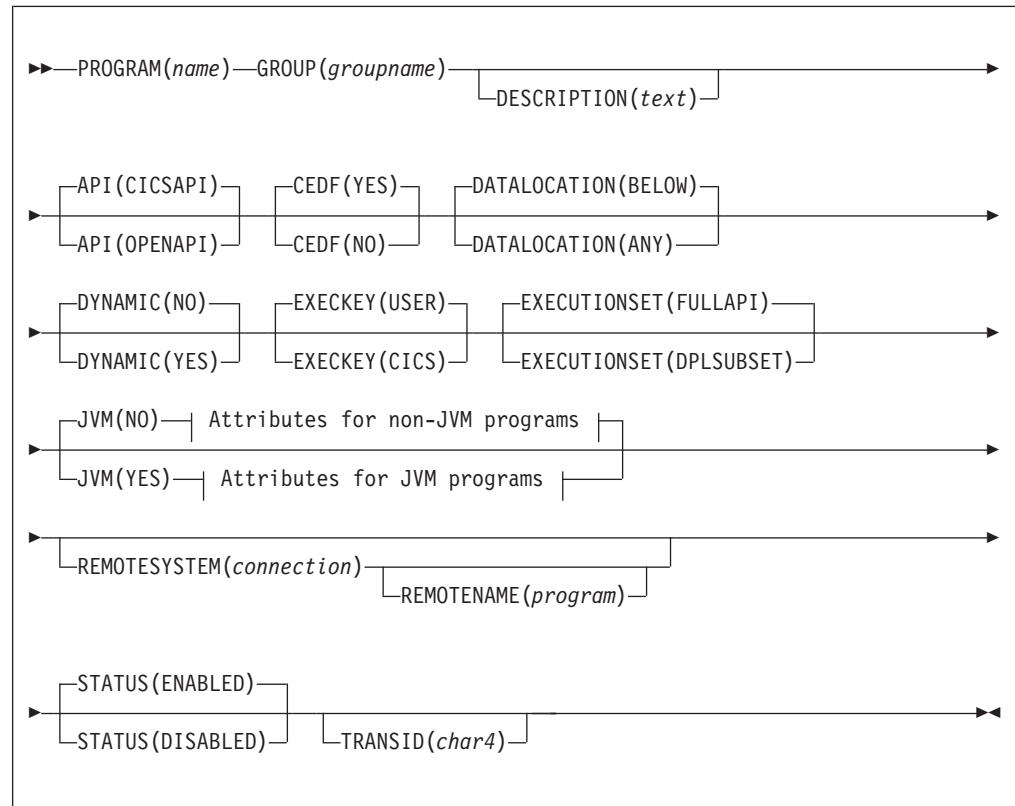 PROGRAM(name) GROUP(groupname)
DESCRIPTION(text)
API(CICSAPI) CEDF(YES) DATALOCATION(BELOW)
API(OPENAPI) CEDF(NO) DATALOCATION(ANY)
DYNAMIC(NO) EXECKEY(USER) EXECUTIONSET(FULLAPI)
DYNAMIC(YES) EXECKEY(CICS) EXECUTIONSET(DPLSUBSET)
JVM(NO) Attributes for non-JVM programs
JVM(YES) Attributes for JVM programs
REMOTESYSTEM(connection)
REMOTENAME(program)
STATUS(ENABLED)
STATUS(DISABLED) TRANSID(char4)